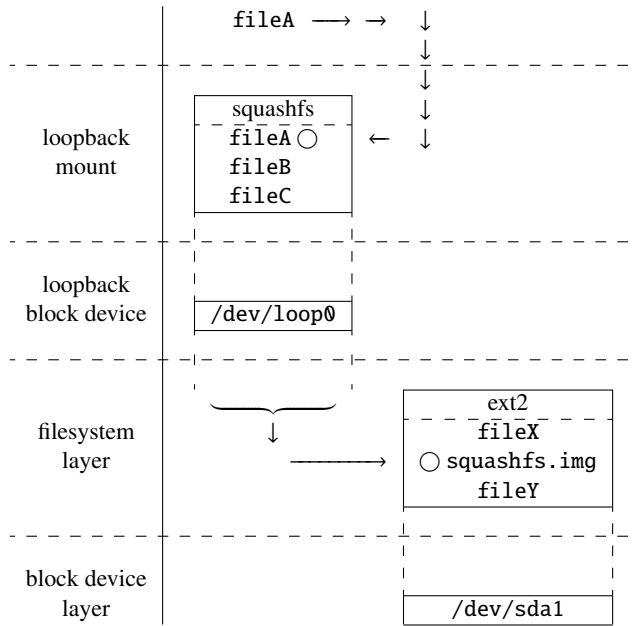 fileA
squashfs
loopback
mount
fileA
fileB
fileC
loopback
block device
/dev/loop0
filesystem
layer
ext2
fileX
squashfs.img
fileY
block device
layer
/dev/sda1